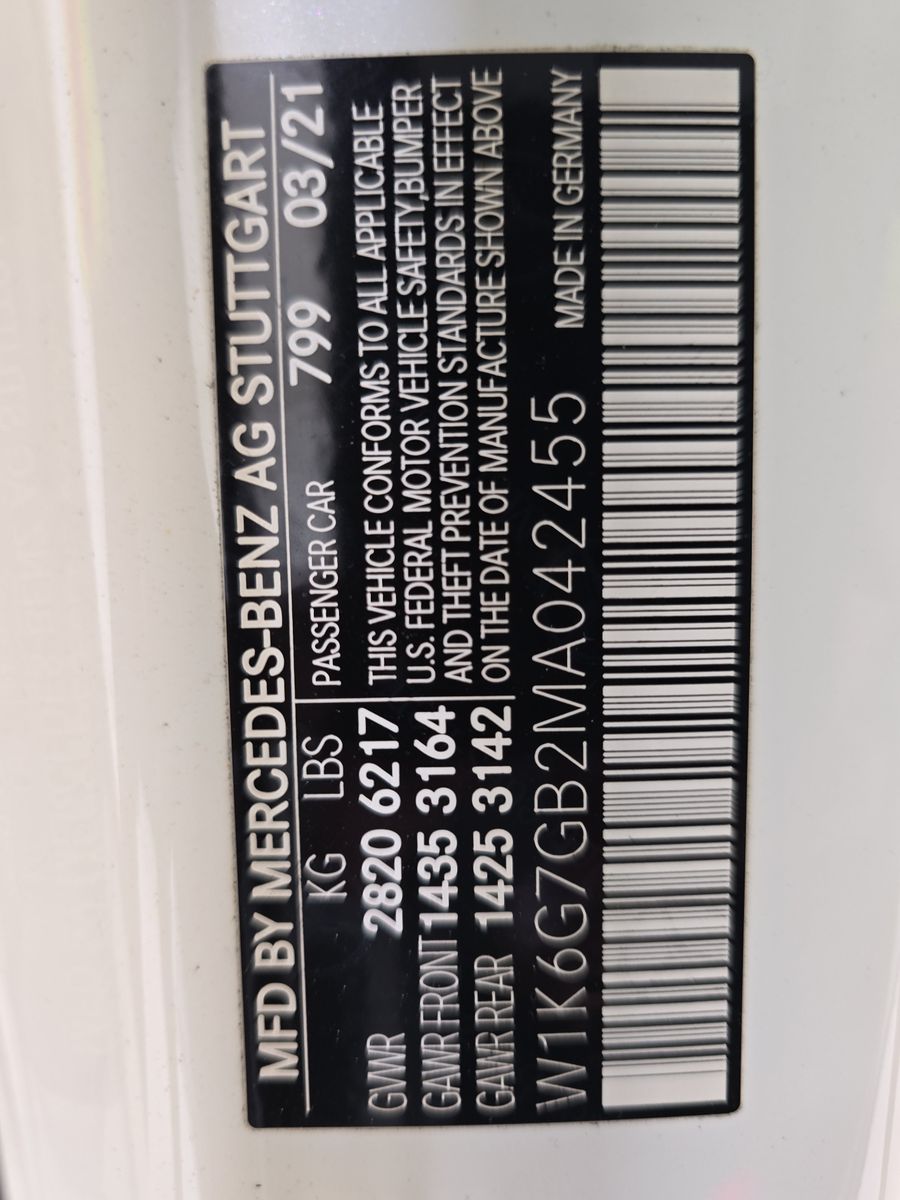 MFD BY MERCEDES-BENZ AG STUTTGART
KG LBS PASSENGER CAR 799 03/21
GVWR 2820 6217 THIS VEHICLE CONFORMS TO ALL APPLICABLE
GAWR FRONT 1435 3164 U.S. FEDERAL MOTOR VEHICLE SAFETY,BUMPER
AND THEFT PREVENTION STANDARDS IN EFFECT
GAWR REAR 1425 3142 ON THE DATE OF MANUFACTURE SHOWN ABOVE
W1K6G7GB2MA042455 MADE IN GERMANY